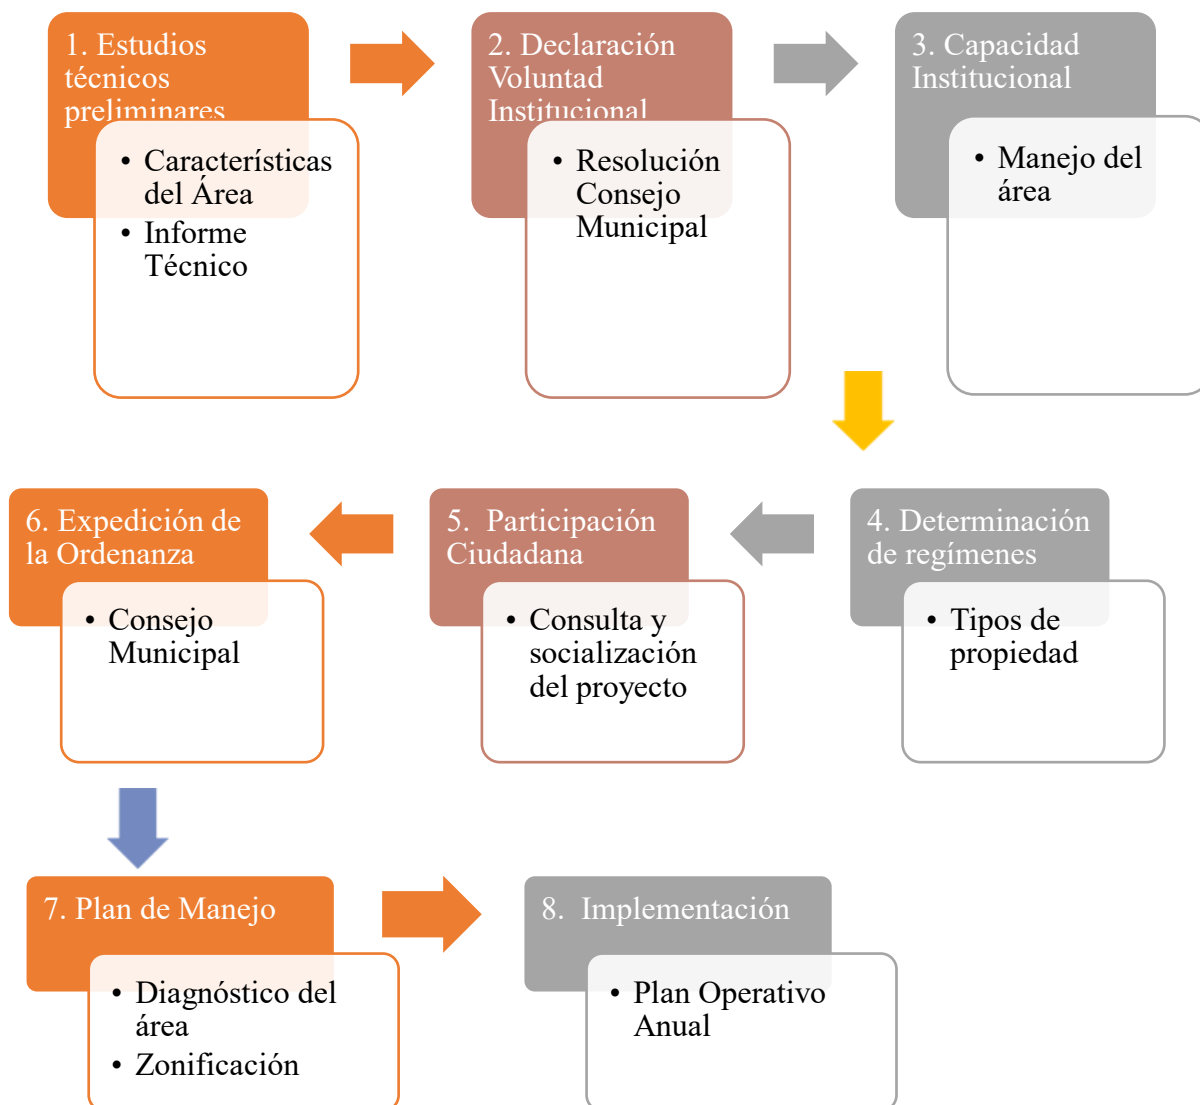 1. Estudios
técnicos
preliminares
• Características
del Área
• Informe
Técnico
2. Declaración
Voluntad
Institucional
• Resolución
Consejo
Municipal
3. Capacidad
Institucional
• Manejo del
área
4. Determinación
de regímenes
• Tipos de
propiedad
5.  Participación
Ciudadana
• Consulta y
socialización
del proyecto
6. Expedición de
la Ordenanza
• Consejo
Municipal
7. Plan de Manejo
• Diagnóstico del
área
• Zonificación
8.  Implementación
• Plan Operativo
Anual